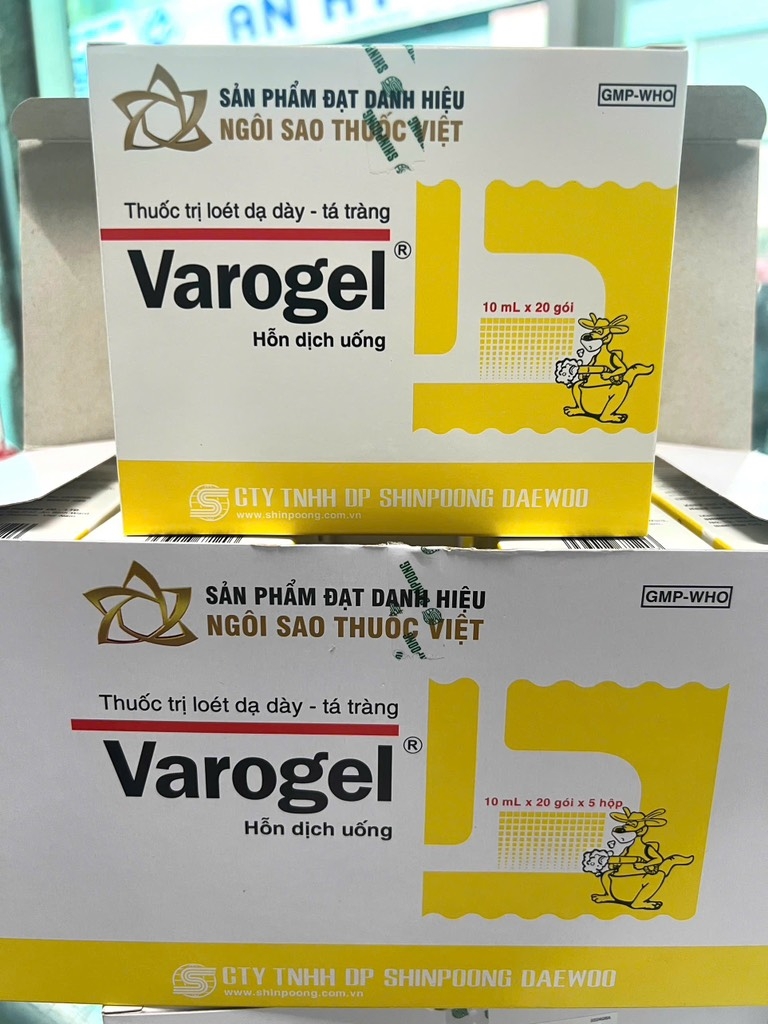 AN
SẢN PHẨM ĐẠT DANH HIỆU
NGÔI SAO THUỐC VIỆT
GMP-WHO
SHINPOONG
Thuốc trị loét dạ dày - tá tràng
Varogel®
Hỗn dịch uống
10 mL x 20 gói
CTY TNHH DP SHINPOONG DAEWOO
www.shinpoong.com.vn
SẢN PHẨM ĐẠT DANH HIỆU
NGÔI SAO THUỐC VIỆT
GMP-WHO
SHINPOONG
Thuốc trị loét dạ dày - tá tràng
Varogel®
Hỗn dịch uống
10 mL x 20 gói x 5 hộp
CTY TNHH DP SHINPOONG DAEWOO
www.shinpoong.com.vn